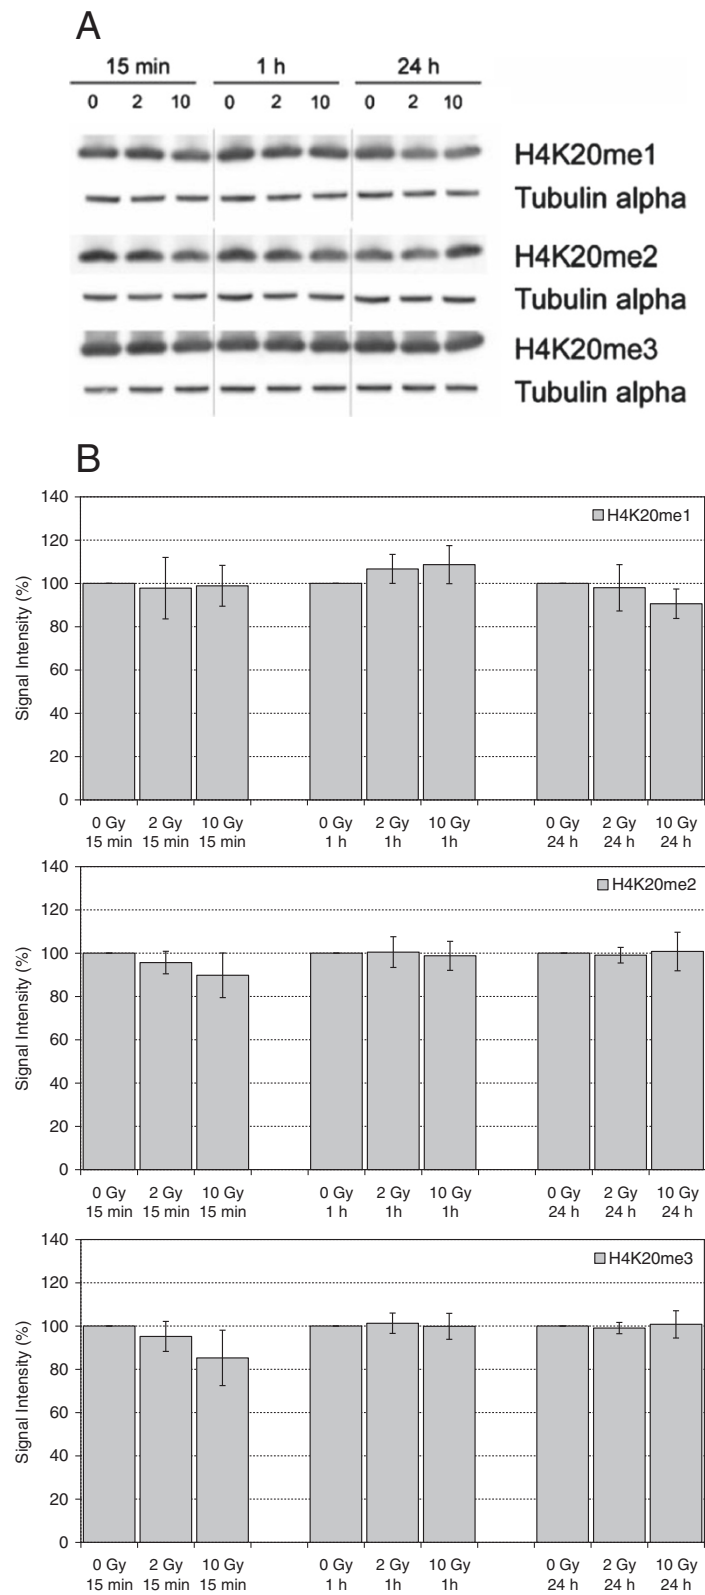 A
15 min 1 h 24 h
0 2 10 0 2 10 0 2 10
H4K20me1
Tubulin alpha
H4K20me2
Tubulin alpha
H4K20me3
Tubulin alpha
B
140
120
100
80
60
40
20
0
Signal Intensity (%)
H4K20me1
0 Gy 2 Gy 10 Gy 0 Gy 2 Gy 10 Gy 0 Gy 2 Gy 10 Gy
15 min 15 min 15 min 1 h 1h 1h 24 h 24 h 24 h
140
120
100
80
60
40
20
0
Signal Intensity (%)
H4K20me2
0 Gy 2 Gy 10 Gy 0 Gy 2 Gy 10 Gy 0 Gy 2 Gy 10 Gy
15 min 15 min 15 min 1 h 1h 1h 24 h 24 h 24 h
140
120
100
80
60
40
20
0
Signal Intensity (%)
H4K20me3
0 Gy 2 Gy 10 Gy 0 Gy 2 Gy 10 Gy 0 Gy 2 Gy 10 Gy
15 min 15 min 15 min 1 h 1h 1h 24 h 24 h 24 h